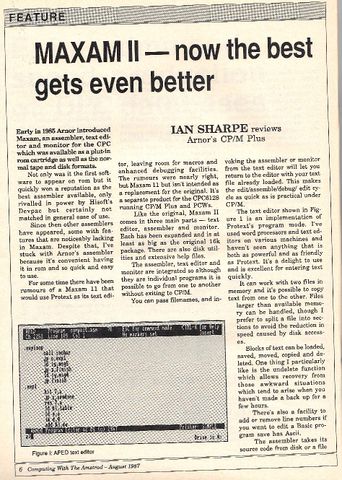 FEATURE
MAXAM II — now the best
gets even better
IAN SHARPE reviews
Arnor's CP/M Plus
Early in 1985 Arnor introduced
Maxam, an assembler, text edi-
tor and monitor for the CPC
which was available as a plut-in
rom cartridge as well as the nor-
mal tape and disk formats.
Not only was it the first soft-
ware to appear on rom but it
quickly won a reputation as the
best assembler available, only
rivalled in power by Hisoft's
Devpac but certainly not
matched in general ease of use.
Since then other assemblers
have appeared, some with fea-
tures that are noticeably lacking
in Maxam. Despite that, I've
stuck with Arnor's assembler
because it's convenient having
it in rom and so quick and easy
to use.
For some time there have been
rumours of a Maxam II that
would use Protext as its text edi-
tor, leaving room for macros and
enhanced debugging facilities.
The rumours were nearly right,
but Maxam II isn't intended as
a replacement for the original. It's
a separate product for the CPC6128
running CP/M Plus and PCW's.
Like the original, Maxam II
comes in three main parts — text
editor, assembler and monitor.
Each has been expanded and is at
least as big as the original 16k
package. There are also disk util-
ities and extensive help files.
The assembler, text editor and
monitor are integrated so although
they are individual programs it is
possible to go from one to another
without exiting to CP/M.
You can pass filenames, and in-
voking the assembler or monitor
from the text editor will let you
return to the editor with your text
file already loaded. This makes
the edit/assemble/debug/ edit cy-
cle as quick as is practical under
CP/M.
The text editor shown in Fig-
ure 1 is an implementation of
Protext's program mode. I've
used word processors and text ed-
itors on various machines and
haven't seen anything that is
both as powerful and as friendly
as Protext. It's a delight to use
and is excellent for entering text
quickly.
It can work with two files in
memory and it's possible to copy
text from one to the other. Files
larger than available memo-
ry can be handled, though I
prefer to split a file into sec-
tions to avoid the reduction in
speed caused by disk access-
es.
Blocks of text can be loaded,
saved, moved, copied and de-
leted. One thing I particularly
like is the undelete function
which allows recovery from
those awkward situations
which tend to arise when you
haven't made a back up for a
few hours.
There's also a facility to
add or remove line numbers if
you want to edit a Basic pro-
gram save has Ascii.
The assembler takes its
source code from disk or a file
Drive is A:
Figure I: APED text editor
6 Computing With The Amstrad – August 1987